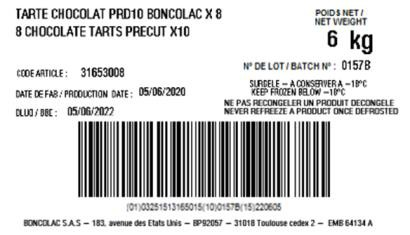 TARTE CHOCOLAT PRD10 BONCOLAC X 8
8 CHOCOLATE TARTS PRECUT X10
POIDS NET /
NET WEIGHT
6 kg
N° DE LOT / BATCH N° : 0157B
CODE ARTICLE : 31653008
SURGELE - A CONSERVER A -18°C
KEEP FROZEN BELOW -18°C
DATE DE FAB / PRODUCTION DATE : 05/06/2020
NE PAS RECONGELER UN PRODUIT DECONGELE
NEVER REFREEZE A PRODUCT ONCE DEFROSTED
DLUO / BBE : 05/06/2022
(01)03251513165015(10)0157B(15)220605
BONCOLAC S.A.S - 183, avenue des Etats Unis - BP92057 - 31018 Toulouse cedex 2 - EMB 64134 A